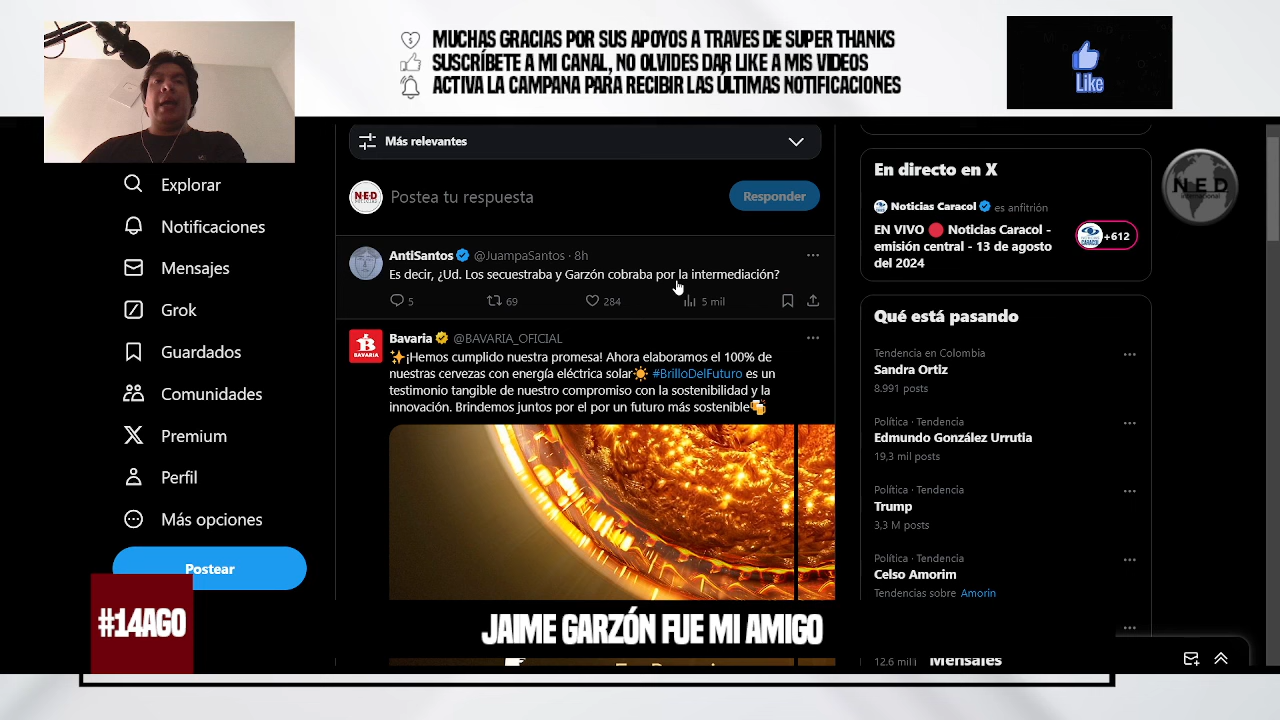 MUCHAS GRACIAS POR SUS APOYOS A TRAVES DE SUPER THANKS
SUSCRÍBETE A MI CANAL, NO OLVIDES DAR LIKE A MIS VIDEOS
ACTIVA LA CAMPANA PARA RECIBIR LAS ÚLTIMAS NOTIFICACIONES
Like
Explorar
Notificaciones
Mensajes
Grok
Guardados
Comunidades
Premium
Perfil
Más opciones
Postear
#14AGO
Más relevantes
N·E·D
Postea tu respuesta
Responder
AntiSantos @JuampaSantos · 8h
Es decir, ¿Ud. Los secuestraba y Garzón cobraba por la intermediación?
5 69 284 5 mil
BAVARIA
Bavaria @BAVARIA_OFICIAL
✨¡Hemos cumplido nuestra promesa! Ahora elaboramos el 100% de
nuestras cervezas con energía eléctrica solar☀️ #BrilloDelFuturo es un
testimonio tangible de nuestro compromiso con la sostenibilidad y la
innovación. Brindemos juntos por el por un futuro más sostenible🍻
JAIME GARZÓN FUE MI AMIGO
En directo en X
Noticias Caracol es anfitrión
EN VIVO 🔴 Noticias Caracol -
emisión central - 13 de agosto
del 2024
+612
N.E.D
International
Qué está pasando
Tendencia en Colombia
Sandra Ortiz
8.991 posts
Política · Tendencia
Edmundo González Urrutia
19,3 mil posts
Política · Tendencia
Trump
3,3 M posts
Política · Tendencia
Celso Amorim
Tendencias sobre Amorin
12.6 mil
Mensajes